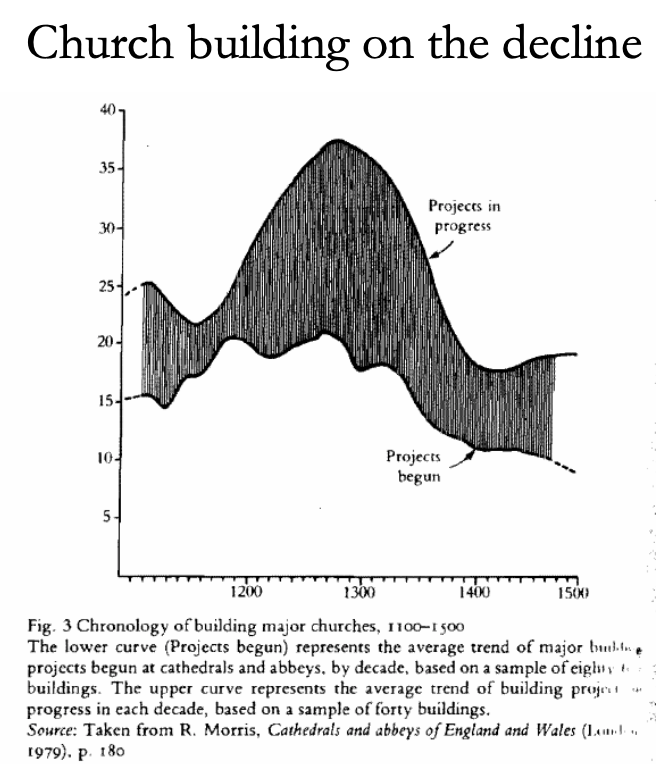 Church building on the decline
40
35
30
25
20
15
10
5
Projects in
progress
Projects
begun
1200
1300
1400
1500
Fig. 3 Chronology of building major churches, 1100–1500
The lower curve (Projects begun) represents the average trend of major
projects begun at cathedrals and abbeys, by decade, based on a sample of
buildings. The upper curve represents the average trend of building
progress in each decade, based on a sample of forty buildings.
Source: Taken from R. Morris, Cathedrals and abbeys of England and Wales
1979), p. 180